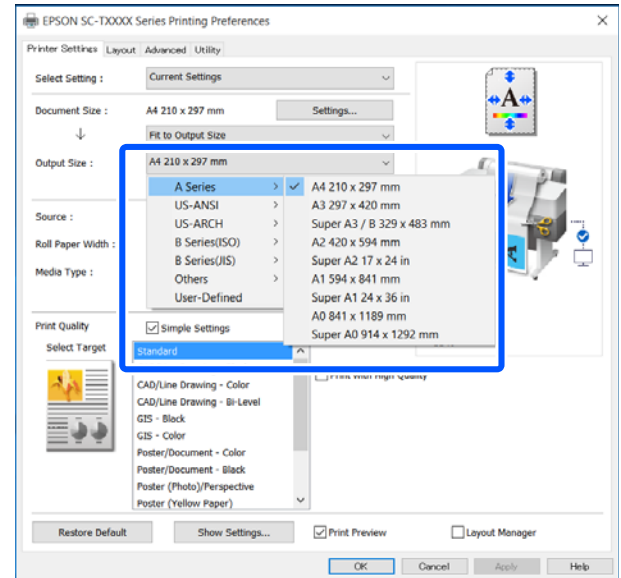 EPSON SC-TXXXX Series Printing Preferences
Printer Settings Layout Advanced Utility
Select Setting : Current Settings
Document Size : A4 210 x 297 mm Settings...
Fit to Output Size
Output Size : A4 210 x 297 mm
A Series A4 210 x 297 mm
US-ANSI A3 297 x 420 mm
US-ARCH Super A3 / B 329 x 483 mm
B Series(ISO) A2 420 x 594 mm
B Series(JIS) Super A2 17 x 24 in
Others A1 594 x 841 mm
User-Defined Super A1 24 x 36 in
A0 841 x 1189 mm
Super A0 914 x 1292 mm
Source :
Roll Paper Width :
Media Type :
Print Quality Simple Settings
Select Target Standard
Print with High Quality
CAD/Line Drawing - Color
CAD/Line Drawing - Bi-Level
GIS - Black
GIS - Color
Poster/Document - Color
Poster/Document - Black
Poster (Photo)/Perspective
Poster (Yellow Paper)
Restore Default Show Settings... Print Preview Layout Manager
OK Cancel Apply Help